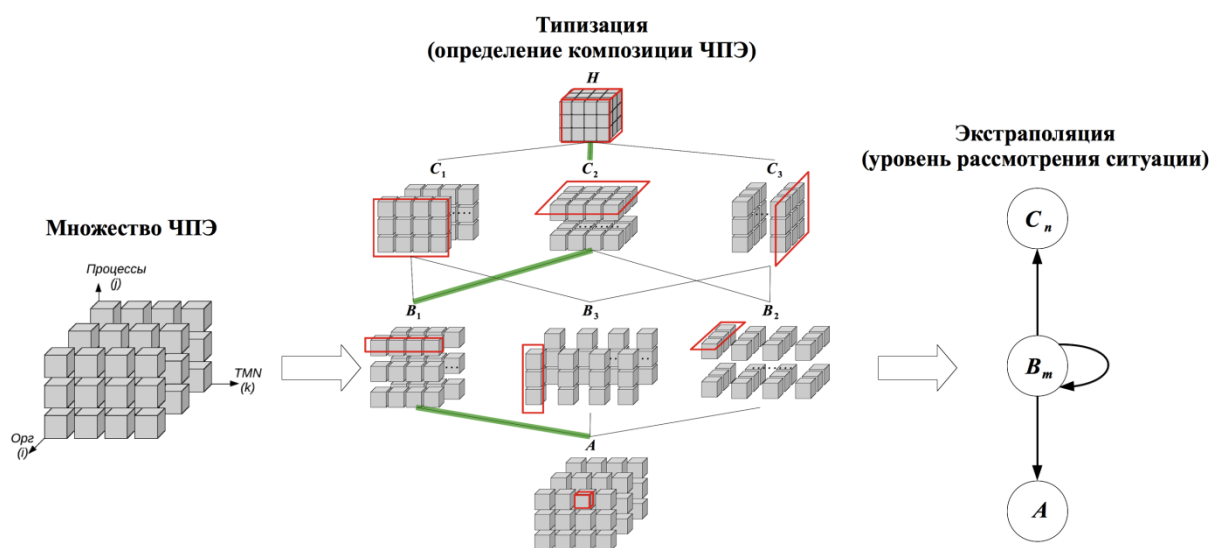 Типизация
(определение композиции ЧПЭ)
H
C₁
C₂
C₃
Экстраполяция
(уровень рассмотрения ситуации)
Множество ЧПЭ
Процессы
(j)
TMN
(k)
Орг
(i)
B₁
B₃
B₂
A
Cₙ
Bₘ
A